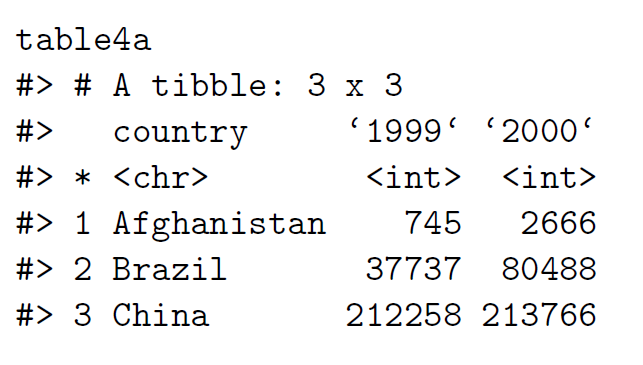 table4a
#> # A tibble: 3 x 3
#>   country     ‘1999‘ ‘2000‘
#> * <chr>        <int>  <int>
#> 1 Afghanistan    745   2666
#> 2 Brazil       37737  80488
#> 3 China       212258 213766